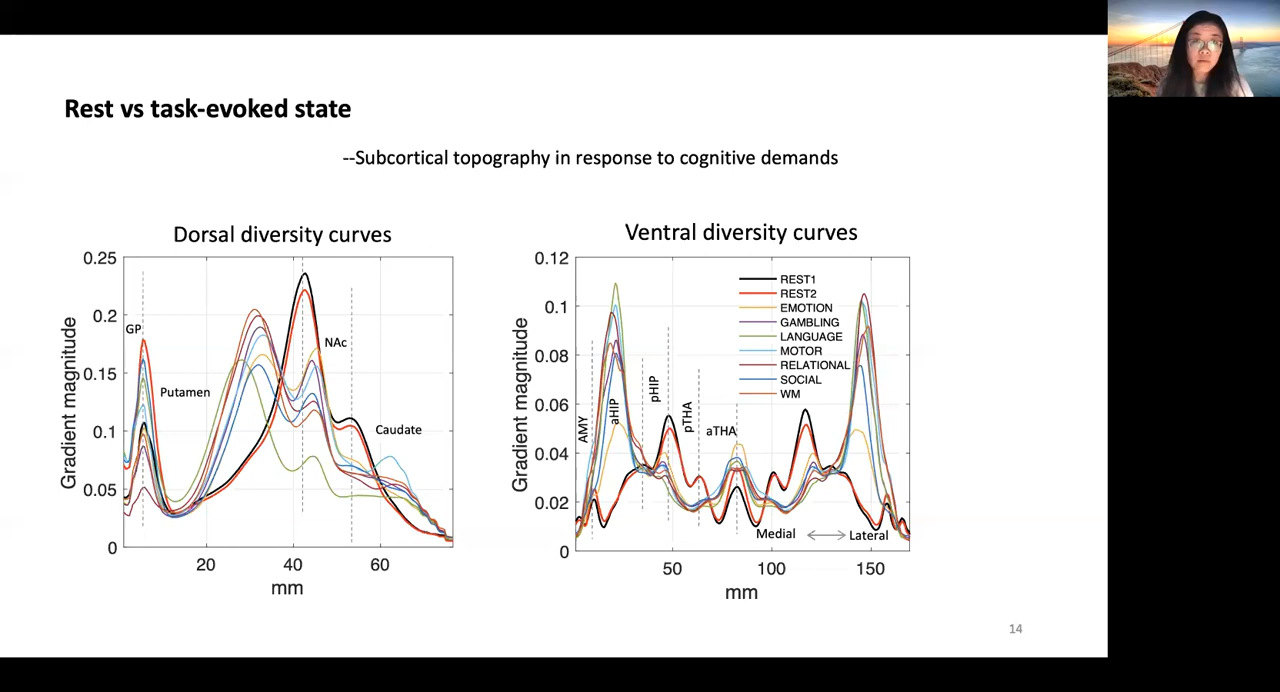 Rest vs task-evoked state
--Subcortical topography in response to cognitive demands
Dorsal diversity curves
0.25
0.2
0.15
0.1
0.05
0
Gradient magnitude
GP
Putamen
NAc
Caudate
20
40
60
mm
Ventral diversity curves
0.12
0.1
0.08
0.06
0.04
0.02
0
Gradient magnitude
AMY
aHIP
pHIP
pTHA
aTHA
REST1
REST2
EMOTION
GAMBLING
LANGUAGE
MOTOR
RELATIONAL
SOCIAL
WM
Medial
Lateral
50
100
150
mm
14